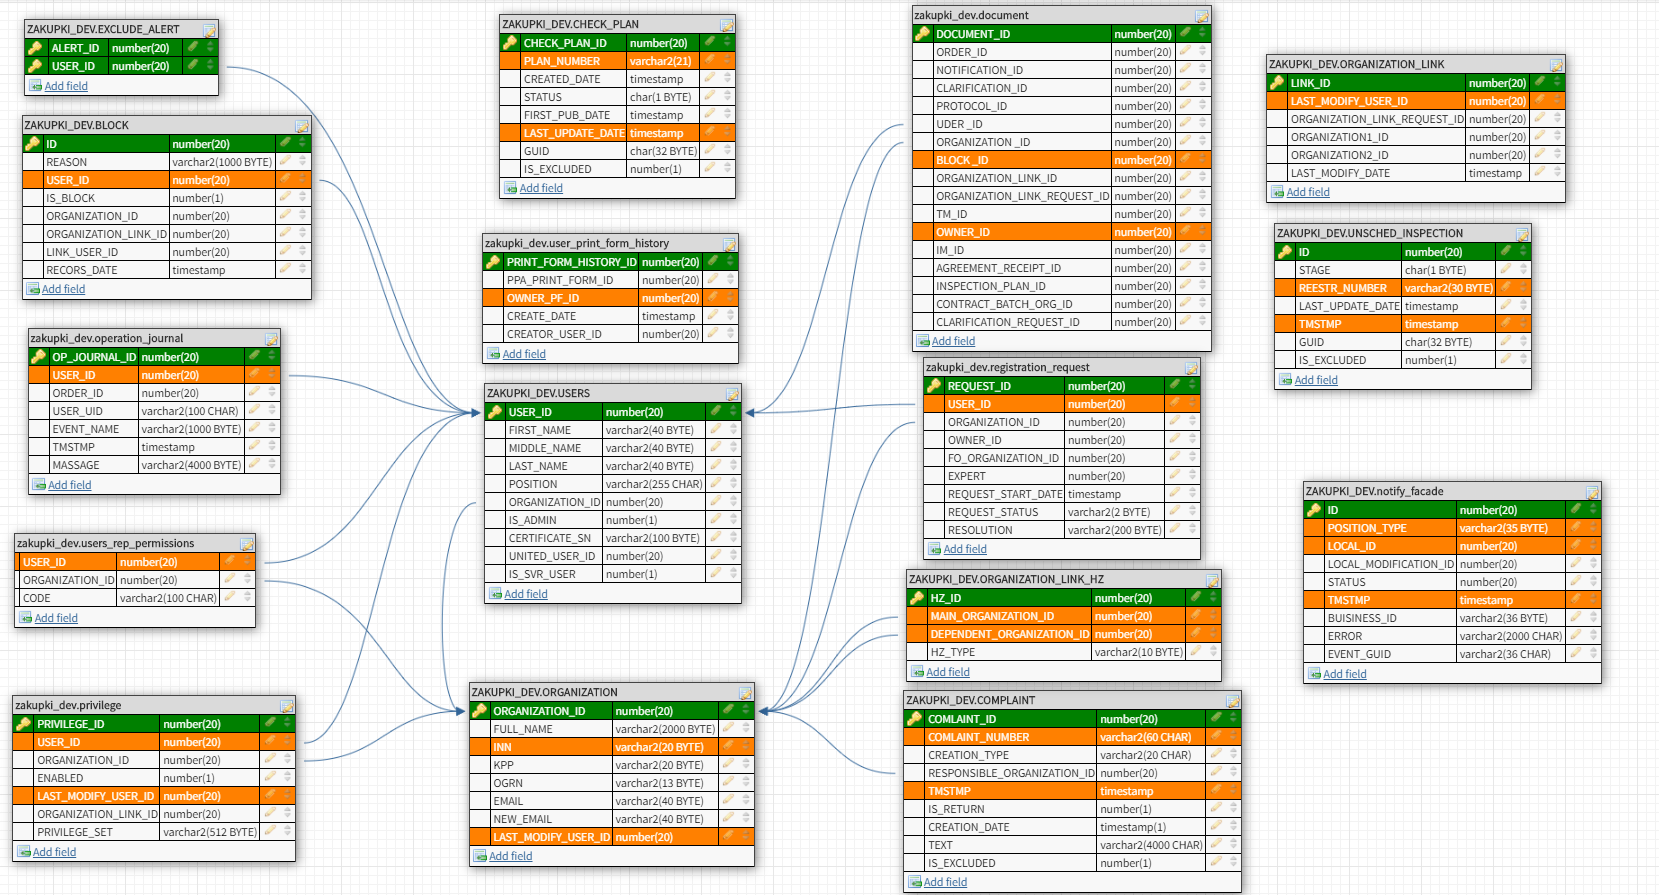 ZAKUPKI_DEV.EXCLUDE_ALERT
ALERT_ID number(20)
USER_ID number(20)
Add field
ZAKUPKI_DEV.BLOCK
ID number(20)
REASON varchar2(1000 BYTE)
USER_ID number(20)
IS_BLOCK number(1)
ORGANIZATION_ID number(20)
ORGANIZATION_LINK_ID number(20)
LINK_USER_ID number(20)
RECORS_DATE timestamp
Add field
zakupki_dev.operation_journal
OP_JOURNAL_ID number(20)
USER_ID number(20)
ORDER_ID number(20)
USER_UID varchar2(100 CHAR)
EVENT_NAME varchar2(1000 BYTE)
TMSTMP timestamp
MASSAGE varchar2(4000 BYTE)
Add field
zakupki_dev.users_rep_permissions
USER_ID number(20)
ORGANIZATION_ID number(20)
CODE varchar2(100 CHAR)
Add field
zakupki_dev.privilege
PRIVILEGE_ID number(20)
USER_ID number(20)
ORGANIZATION_ID number(20)
ENABLED number(1)
LAST_MODIFY_USER_ID number(20)
ORGANIZATION_LINK_ID number(20)
PRIVILEGE_SET varchar2(512 BYTE)
Add field
ZAKUPKI_DEV.CHECK_PLAN
CHECK_PLAN_ID number(20)
PLAN_NUMBER varchar2(21)
CREATED_DATE timestamp
STATUS char(1 BYTE)
FIRST_PUB_DATE timestamp
LAST_UPDATE_DATE timestamp
GUID char(32 BYTE)
IS_EXCLUDED number(1)
Add field
zakupki_dev.user_print_form_history
PRINT_FORM_HISTORY_ID number(20)
PPA_PRINT_FORM_ID number(20)
OWNER_PF_ID number(20)
CREATE_DATE timestamp
CREATOR_USER_ID number(20)
Add field
ZAKUPKI_DEV.USERS
USER_ID number(20)
FIRST_NAME varchar2(40 BYTE)
MIDDLE_NAME varchar2(40 BYTE)
LAST_NAME varchar2(40 BYTE)
POSITION varchar2(255 CHAR)
ORGANIZATION_ID number(20)
IS_ADMIN number(1)
CERTIFICATE_SN varchar2(100 BYTE)
UNITED_USER_ID number(20)
IS_SVR_USER number(1)
Add field
ZAKUPKI_DEV.ORGANIZATION
ORGANIZATION_ID number(20)
FULL_NAME varchar2(2000 BYTE)
INN varchar2(20 BYTE)
KPP varchar2(20 BYTE)
OGRN varchar2(13 BYTE)
EMAIL varchar2(40 BYTE)
NEW_EMAIL varchar2(40 BYTE)
LAST_MODIFY_USER_ID number(20)
Add field
zakupki_dev.document
DOCUMENT_ID number(20)
ORDER_ID number(20)
NOTIFICATION_ID number(20)
CLARIFICATION_ID number(20)
PROTOCOL_ID number(20)
UDER _ID number(20)
ORGANIZATION _ID number(20)
BLOCK_ID number(20)
ORGANIZATION_LINK_ID number(20)
ORGANIZATION_LINK_REQUEST_ID number(20)
TM_ID number(20)
OWNER_ID number(20)
IM_ID number(20)
AGREEMENT_RECEIPT_ID number(20)
INSPECTION_PLAN_ID number(20)
CONTRACT_BATCH_ORG_ID number(20)
CLARIFICATION_REQUEST_ID number(20)
Add field
zakupki_dev.registration_request
REQUEST_ID number(20)
USER_ID number(20)
ORGANIZATION_ID number(20)
OWNER_ID number(20)
FO_ORGANIZATION_ID number(20)
EXPERT number(20)
REQUEST_START_DATE timestamp
REQUEST_STATUS varchar2(2 BYTE)
RESOLUTION varchar2(200 BYTE)
Add field
ZAKUPKI_DEV.ORGANIZATION_LINK_HZ
HZ_ID number(20)
MAIN_ORGANIZATION_ID number(20)
DEPENDENT_ORGANIZATION_ID number(20)
HZ_TYPE varchar2(10 BYTE)
Add field
ZAKUPKI_DEV.COMPLAINT
COMLAINT_ID number(20)
COMLAINT_NUMBER varchar2(60 CHAR)
CREATION_TYPE varchar2(20 CHAR)
RESPONSIBLE_ORGANIZATION_ID number(20)
TMSTMP timestamp
IS_RETURN number(1)
CREATION_DATE timestamp(1)
TEXT varchar2(4000 CHAR)
IS_EXCLUDED number(1)
Add field
ZAKUPKI_DEV.ORGANIZATION_LINK
LINK_ID number(20)
LAST_MODIFY_USER_ID number(20)
ORGANIZATION_LINK_REQUEST_ID number(20)
ORGANIZATION1_ID number(20)
ORGANIZATION2_ID number(20)
LAST_MODIFY_DATE timestamp
Add field
ZAKUPKI_DEV.UNSCHED_INSPECTION
ID number(20)
STAGE char(1 BYTE)
REESTR_NUMBER varchar2(30 BYTE)
LAST_UPDATE_DATE timestamp
TMSTMP timestamp
GUID char(32 BYTE)
IS_EXCLUDED number(1)
Add field
ZAKUPKI_DEV.notify_facade
ID number(20)
POSITION_TYPE varchar2(35 BYTE)
LOCAL_ID number(20)
LOCAL_MODIFICATION_ID number(20)
STATUS number(20)
TMSTMP timestamp
BUISINESS_ID varchar2(36 BYTE)
ERROR varchar2(2000 CHAR)
EVENT_GUID varchar2(36 CHAR)
Add field